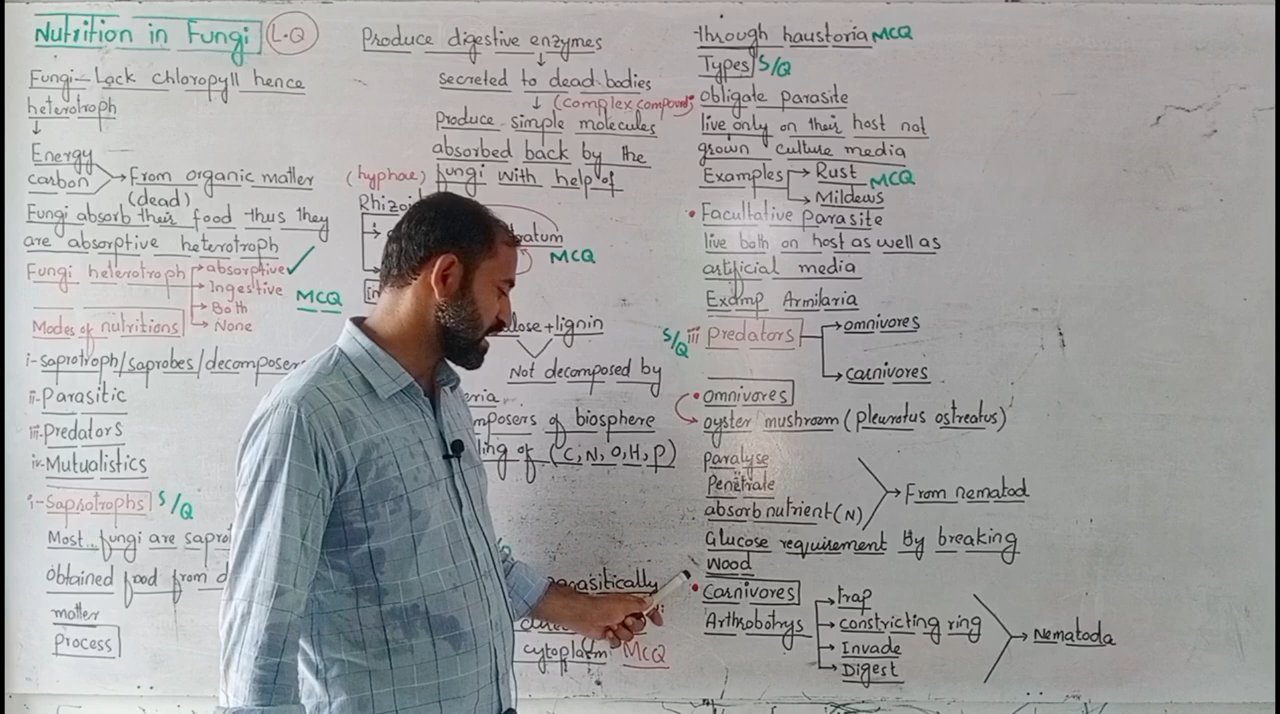 Nutrition in Fungi L.Q
Fungi-Lack chloropyll hence
heterotroph
Energy
carbon
From organic matter
(dead)
Fungi absorb their food thus they
are absorptive heterotroph
Fungi heterotroph
absorptive
Ingestive
Both
None
MCQ
Modes of nutritions
i-saprotroph/saprobes/decomposer
ii-Parasitic
iii-Predators
iv-Mutualistics
i-Saprotrophs S/Q
Most fungi are
obtained food from
matter
Process
Produce digestive enzymes
secreted to dead bodies
(complex compound)
Produce simple molecules
absorbed back by the
(hyphae) fungi with help of
MCQ
+ lignin
Not decomposed by
of biosphere
of (C, N, O, H, P)
parasitically
cytoplasm MCQ
through haustoria MCQ
Types S/Q
obligate parasite
live only on their host not
grown culture media
Examples
Rust
Mildews
MCQ
Facultative parasite
live both on host as well as
artificial media
Examp Armilaria
S/Q iii Predators
omnivores
carnivores
omnivores
oyster mushroom (pleurotus ostreatus)
paralyse
Penetrate
absorb nutrient (N)
From nematod
Glucose requirement By breaking
Wood
Carnivores
Arthrobotrys
trap
constricting ring
Invade
Digest
Nematoda